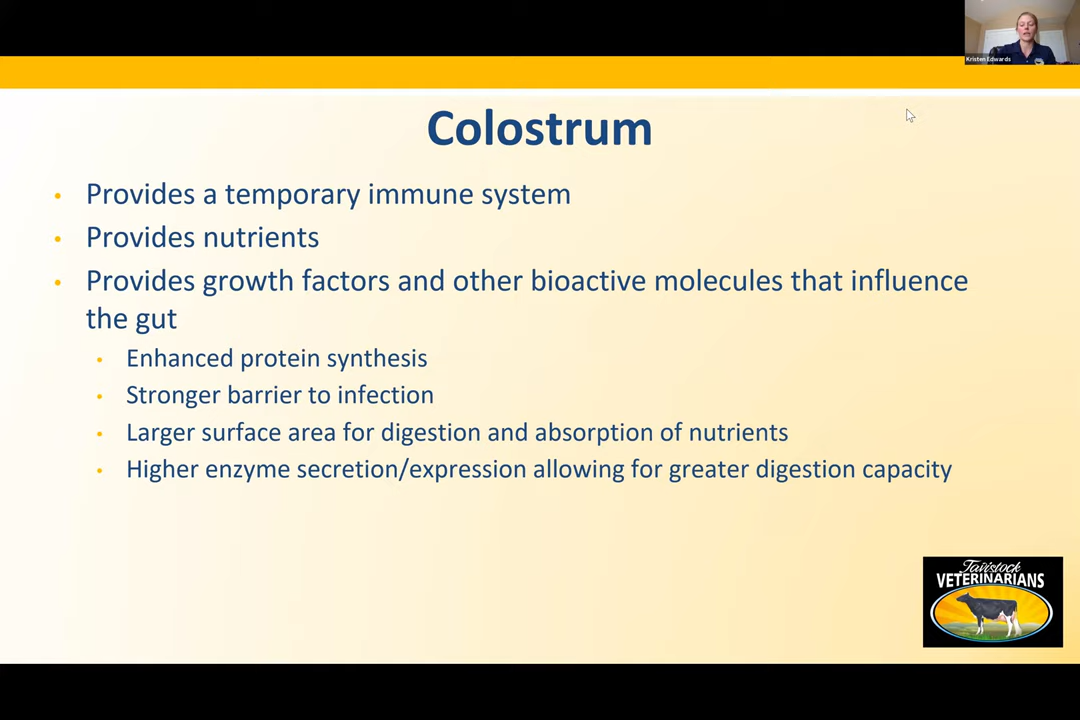 Kristen Edwards
Colostrum
• Provides a temporary immune system
• Provides nutrients
• Provides growth factors and other bioactive molecules that influence
the gut
• Enhanced protein synthesis
• Stronger barrier to infection
• Larger surface area for digestion and absorption of nutrients
• Higher enzyme secretion/expression allowing for greater digestion capacity
Tavistock
VETERINARIANS